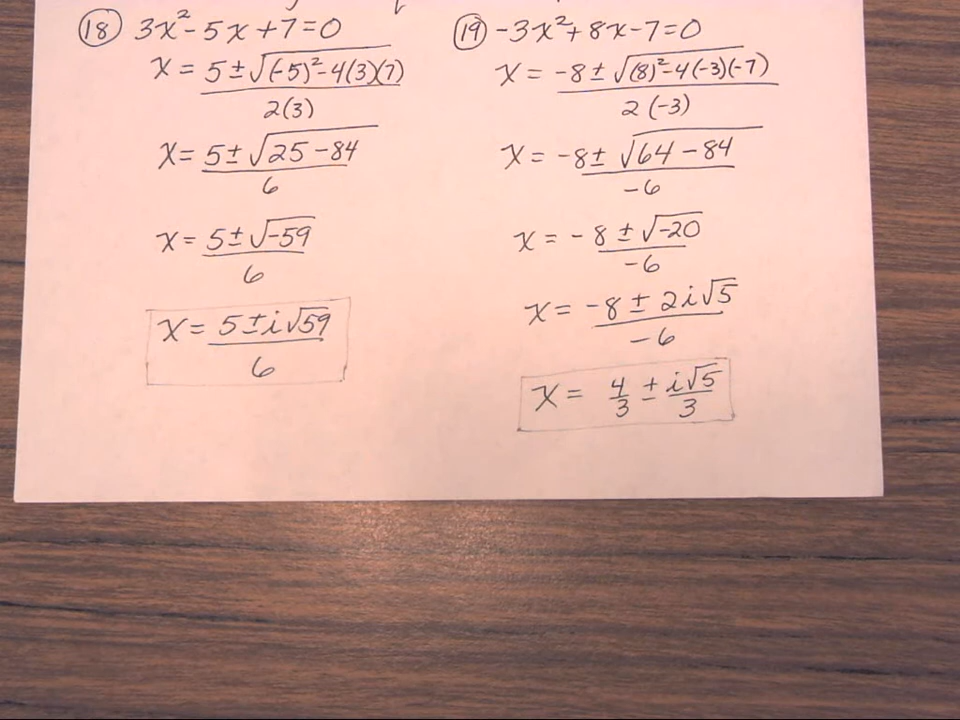 18 3x² - 5x + 7 = 0
x = 5 ± √(-5)² - 4(3)(7)
2(3)
x = 5 ± √25 - 84
6
x = 5 ± √-59
6
x = 5 ± i√59
6
19 -3x² + 8x - 7 = 0
x = -8 ± √(8)² - 4(-3)(-7)
2(-3)
x = -8 ± √64 - 84
-6
x = -8 ± √-20
-6
x = -8 ± 2i√5
-6
x = 4/3 ± i√5/3